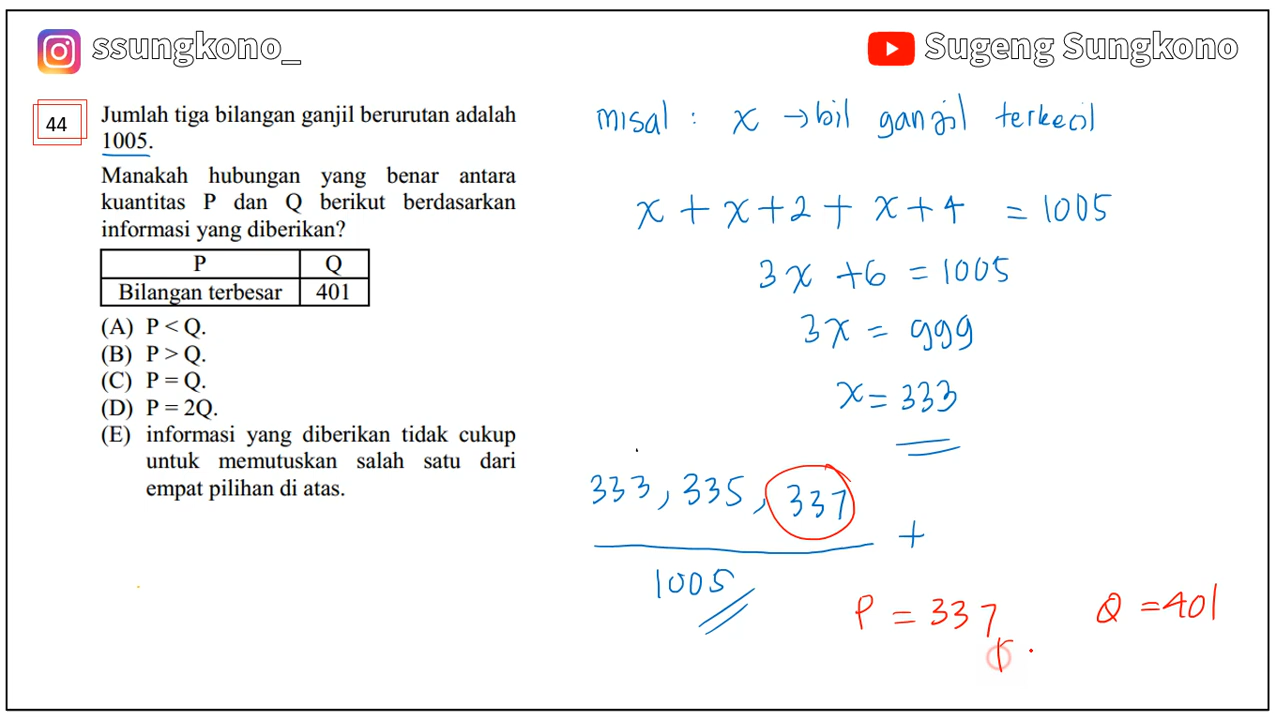 ssungkono_
Sugeng Sungkono
44
Jumlah tiga bilangan ganjil berurutan adalah
1005.
Manakah hubungan yang benar antara
kuantitas P dan Q berikut berdasarkan
informasi yang diberikan?
P Q
Bilangan terbesar 401
(A) P < Q.
(B) P > Q.
(C) P = Q.
(D) P = 2Q.
(E) informasi yang diberikan tidak cukup
untuk memutuskan salah satu dari
empat pilihan di atas.
misal : x → bil ganjil terkecil
x + x + 2 + x + 4 = 1005
3x + 6 = 1005
3x = 999
x = 333
333, 335, 337
+
1005
P = 337 Q = 401